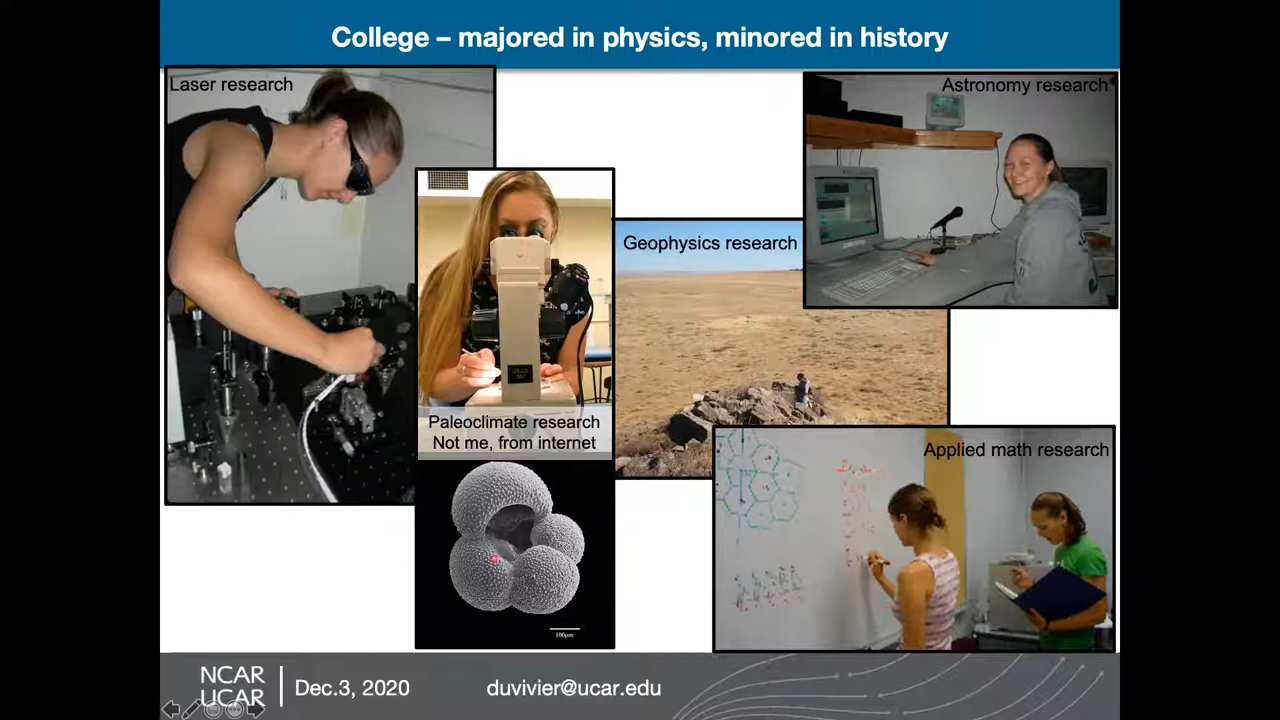 College – majored in physics, minored in history
Laser research
Astronomy research
Geophysics research
Paleoclimate research
Not me, from internet
Applied math research
100µm
NCAR
UCAR
Dec.3, 2020
duvivier@ucar.edu